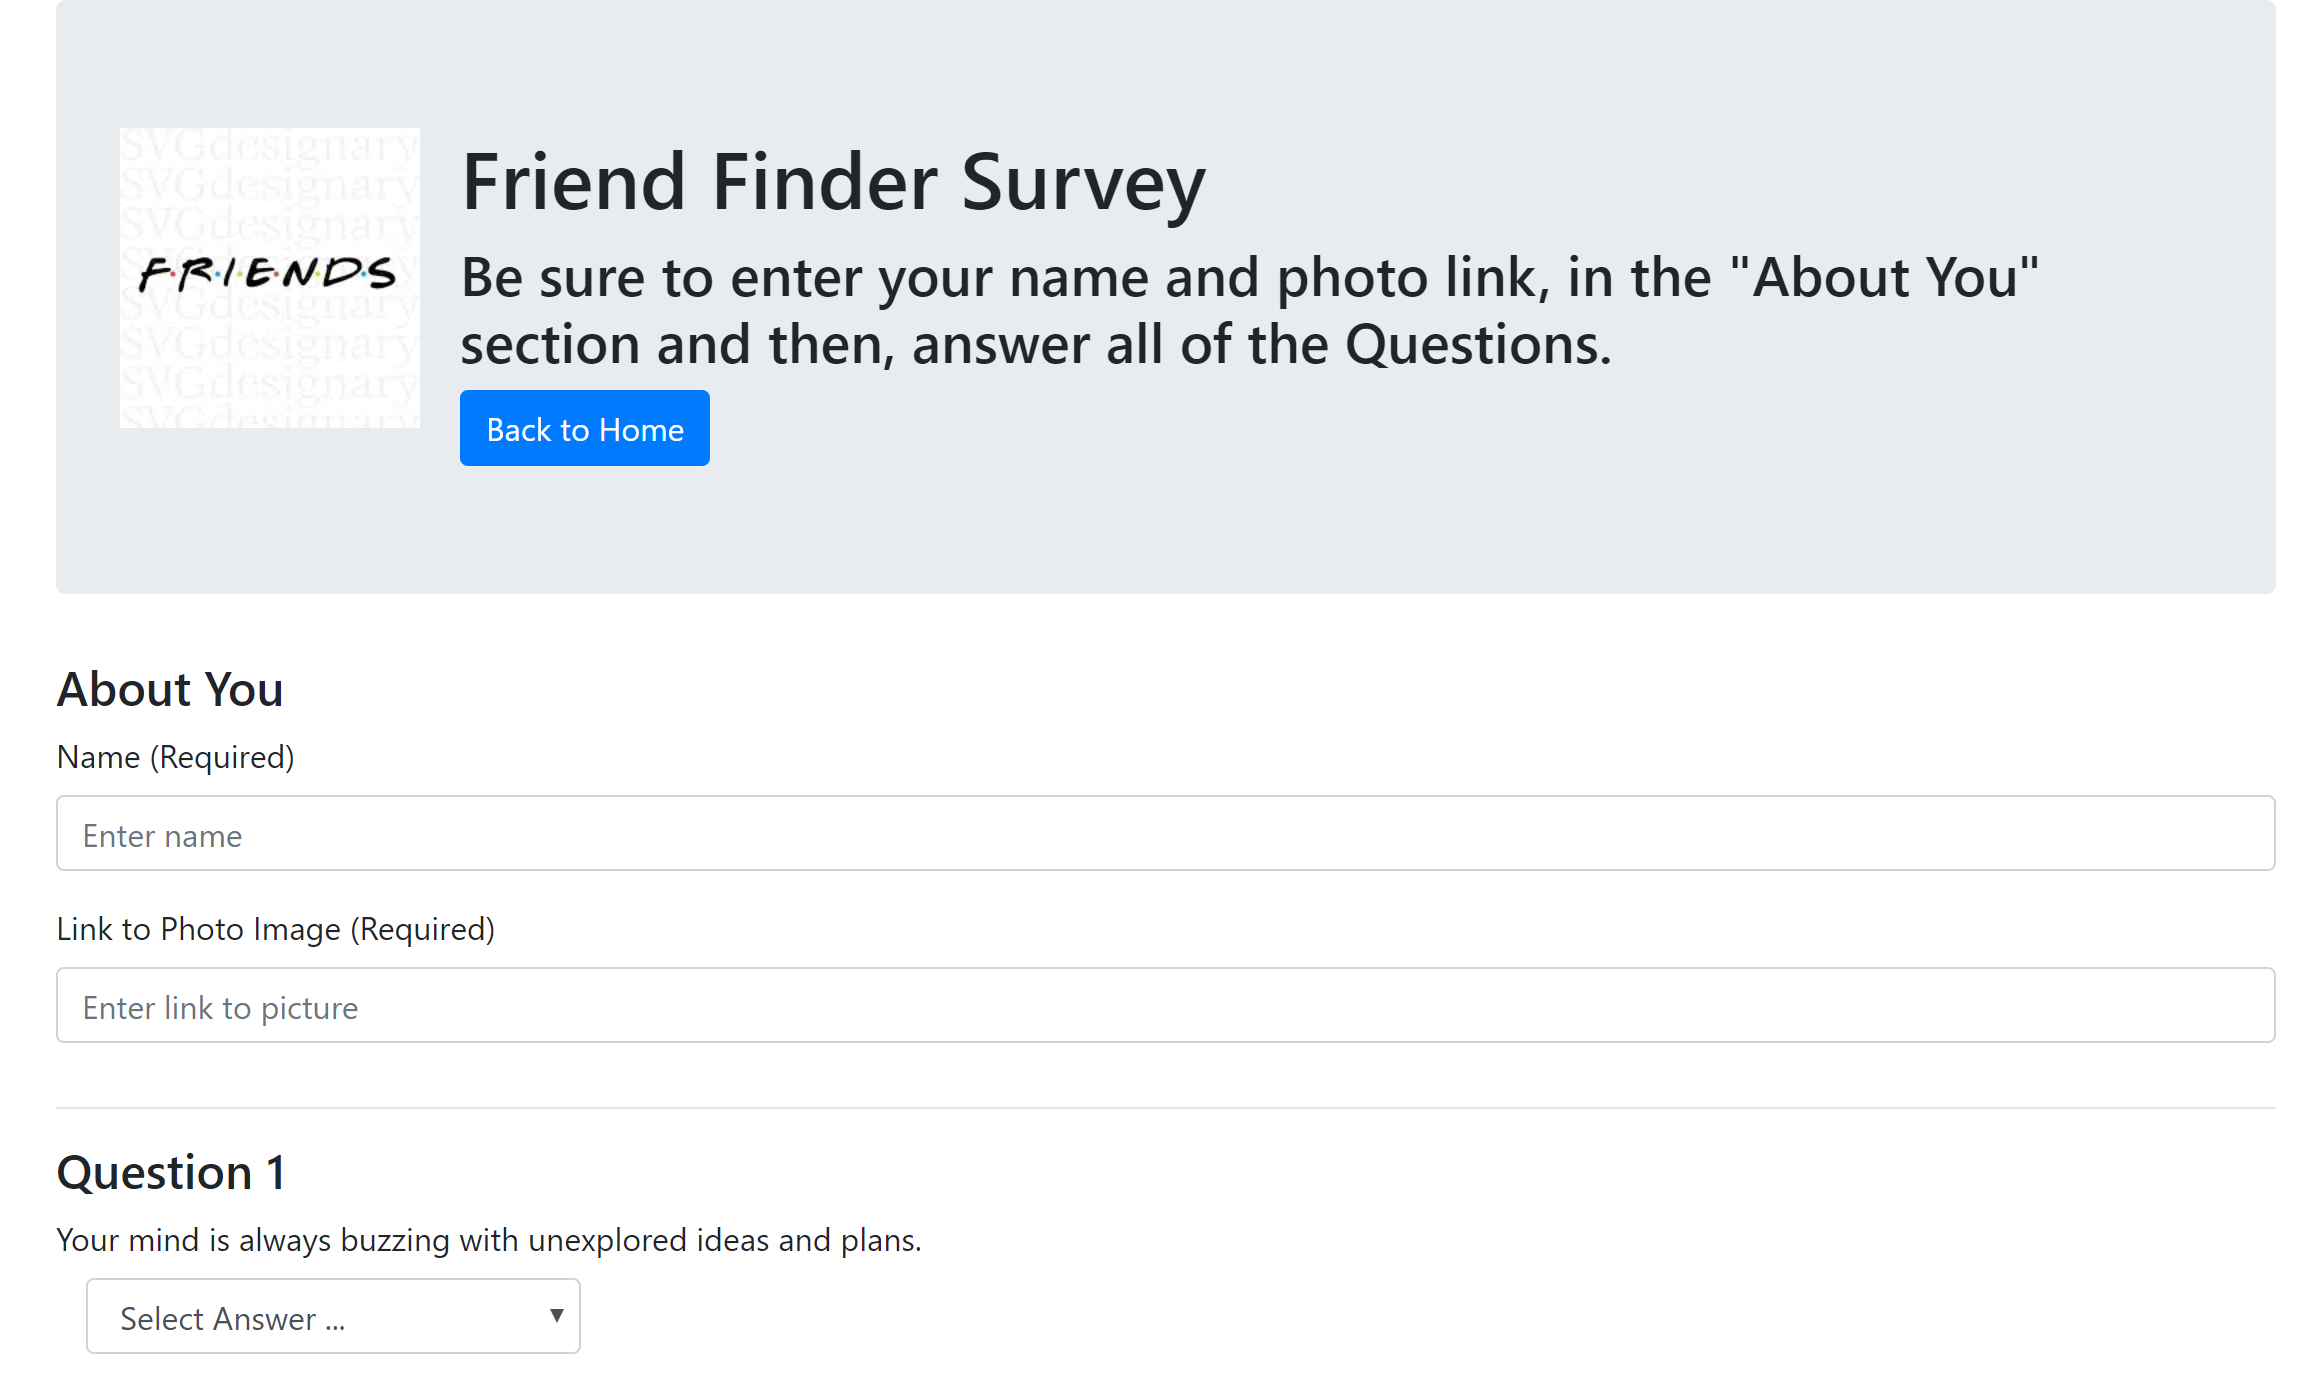 SVGdesignary
SVGdesignary
SVGdesignary
F·R·I·E·N·D·S
SVGdesignary
SVGdesignary
SVGdesignary
SVGdesignary
SVGdesignary
Friend Finder Survey
Be sure to enter your name and photo link, in the "About You"
section and then, answer all of the Questions.
Back to Home
About You
Name (Required)
Enter name
Link to Photo Image (Required)
Enter link to picture
Question 1
Your mind is always buzzing with unexplored ideas and plans.
Select Answer ...